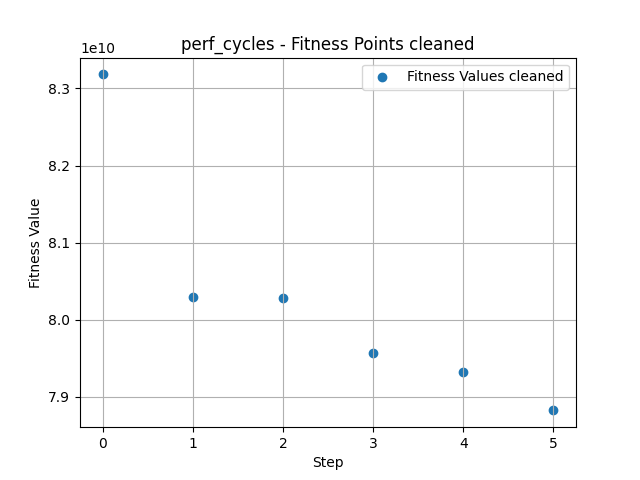 perf_cycles - Fitness Points cleaned
1e10
Fitness Values cleaned
8.3
8.2
8.1
8.0
7.9
Fitness Value
0 1 2 3 4 5
Step